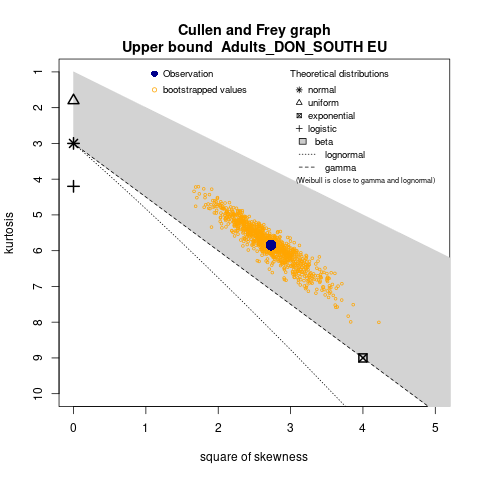 Cullen and Frey graph
Upper bound  Adults_DON_SOUTH EU
Observation
bootstrapped values
Theoretical distributions
normal
uniform
exponential
logistic
beta
lognormal
gamma
(Weibull is close to gamma and lognormal)
kurtosis
1
2
3
4
5
6
7
8
9
10
0 1 2 3 4 5
square of skewness